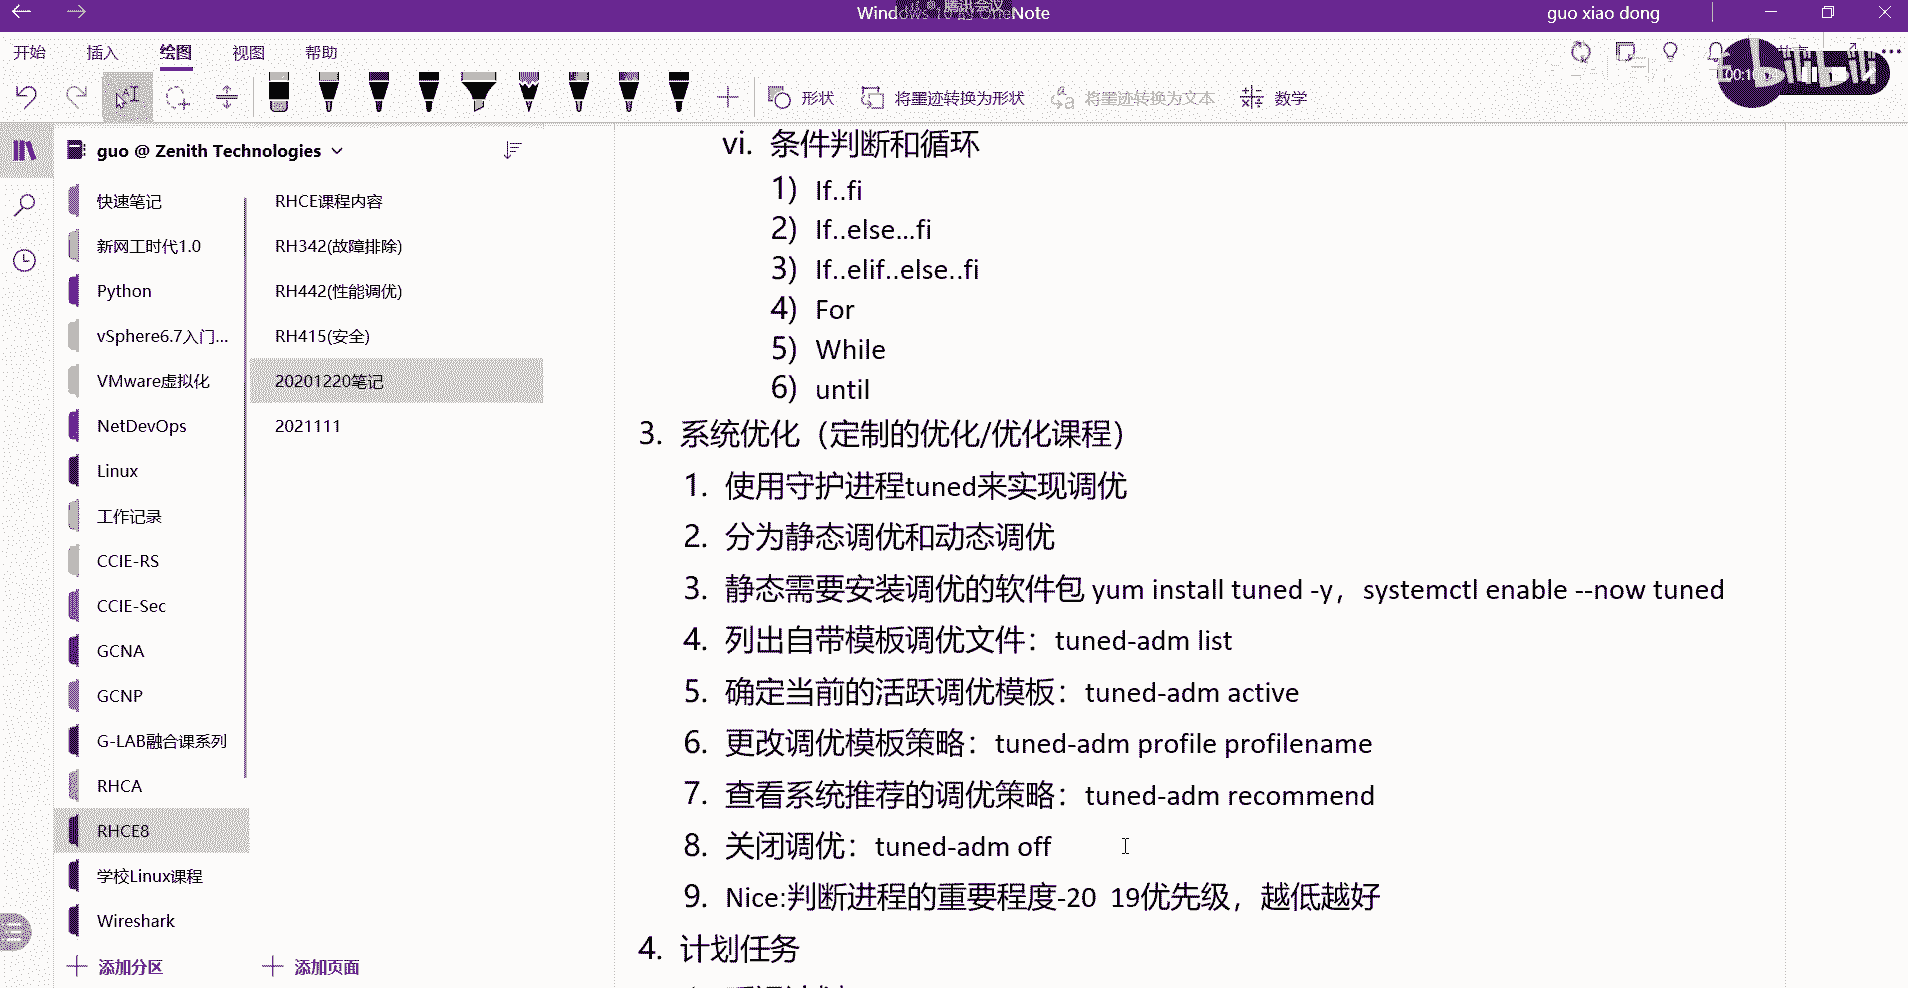 Windows 10 OneNote
guo xiao dong
开始 插入 绘图 视图 帮助
形状 将墨迹转换为形状 将墨迹转换为文本 数学
bilibili
guo @ Zenith Technologies
快速笔记
新网工时代1.0
Python
vSphere6.7入门...
VMware虚拟化
NetDevOps
Linux
工作记录
CCIE-RS
CCIE-Sec
GCNA
GCNP
G-LAB融合课系列
RHCA
RHCE8
学校Linux课程
Wireshark
添加分区
RHCE课程内容
RH342(故障排除)
RH442(性能调优)
RH415(安全)
20201220笔记
2021111
添加页面
vi. 条件判断和循环
1) If..fi
2) If..else...fi
3) If..elif..else..fi
4) For
5) While
6) until
3. 系统优化（定制的优化/优化课程）
1. 使用守护进程tuned来实现调优
2. 分为静态调优和动态调优
3. 静态需要安装调优的软件包 yum install tuned -y，systemctl enable --now tuned
4. 列出自带模板调优文件：tuned-adm list
5. 确定当前的活跃调优模板：tuned-adm active
6. 更改调优模板策略：tuned-adm profile profilename
7. 查看系统推荐的调优策略：tuned-adm recommend
8. 关闭调优：tuned-adm off
9. Nice:判断进程的重要程度-20 19优先级，越低越好
4. 计划任务